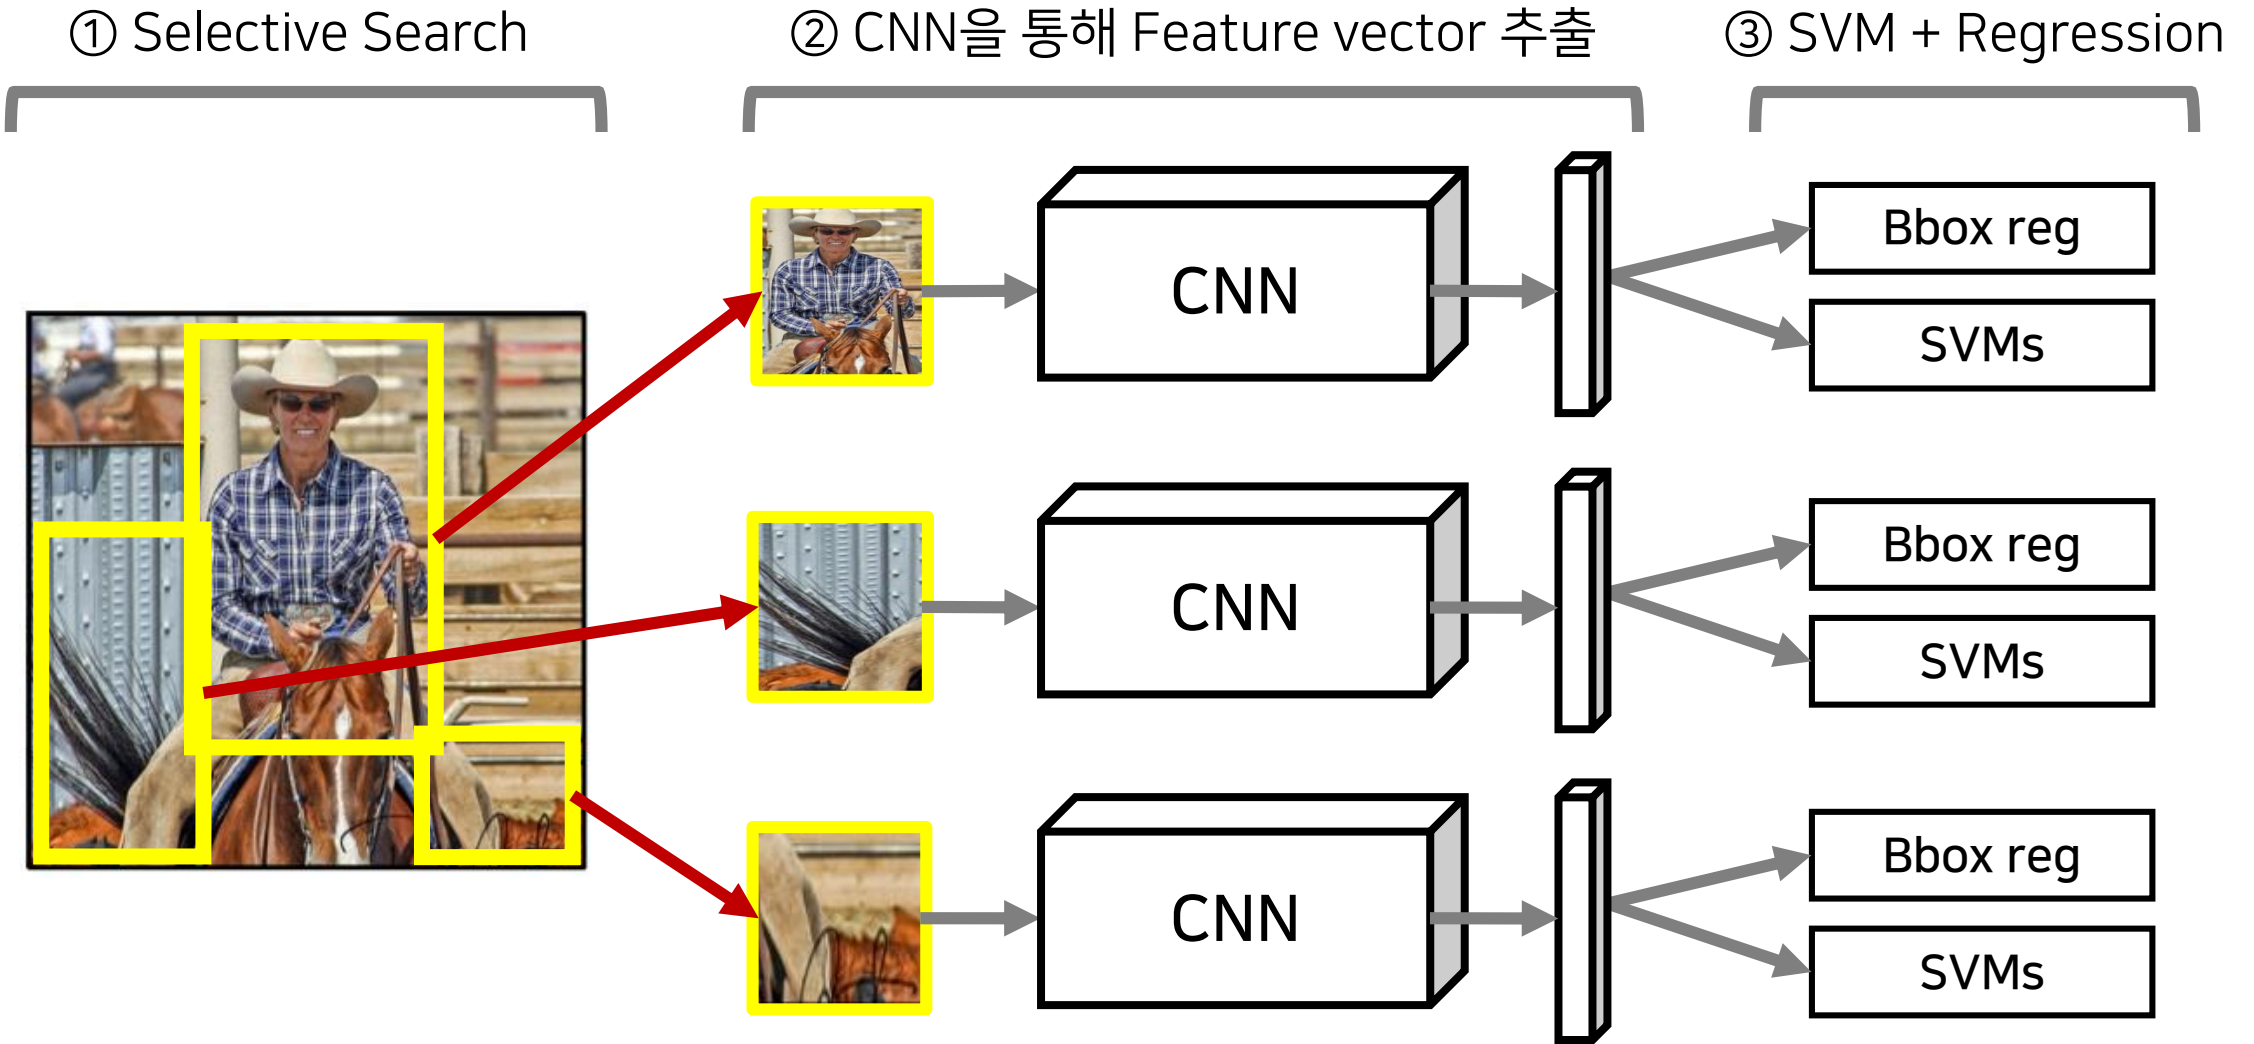 ① Selective Search
② CNN을 통해 Feature vector 추출
③ SVM + Regression
CNN
Bbox reg
SVMs
CNN
Bbox reg
SVMs
CNN
Bbox reg
SVMs